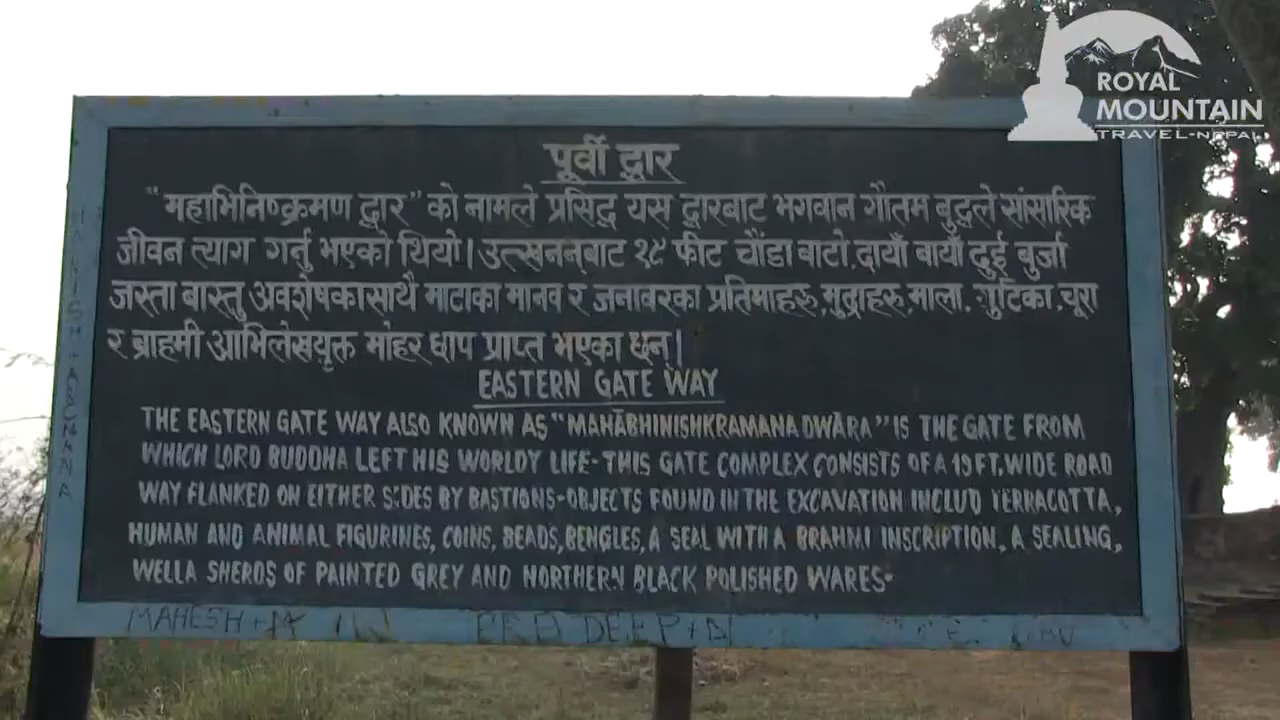 ROYAL
MOUNTAIN
TRAVEL-NEPAL
पूर्वी द्वार
"महाभिनिष्क्रमण द्वार" को नामले प्रसिद्ध यस द्वारबाट भगवान गौतम बुद्धले सांसारिक
जीवन त्याग गर्नु भएको थियो। उत्खननबाट २८ फीट चौंडा बाटो, दायाँ बायाँ दुई बुर्जा
जस्ता बास्तु अवशेषकासाथै माटाका मानव र जनावरका प्रतिमाहरु, मुद्राहरु, माला, गुटिका, चूरा
र ब्राहमी अभिलेखयुक्त मोहर छाप प्राप्त भएका छन्।
EASTERN GATE WAY
THE EASTERN GATE WAY ALSO KNOWN AS "MAHĀBHINISHKRAMANA DWĀRA" IS THE GATE FROM
WHICH LORD BUDDHA LEFT HIS WORLDY LIFE-THIS GATE COMPLEX CONSISTS OF A 19 FT. WIDE ROAD
WAY FLANKED ON EITHER SIDES BY BASTIONS-OBJECTS FOUND IN THE EXCAVATION INCLUD TERRACOTTA,
HUMAN AND ANIMAL FIGURINES, COINS, BEADS, BENGLES, A SEAL WITH A BRAHMI INSCRIPTION, A SEALING,
WELLA SHERDS OF PAINTED GREY AND NORTHERN BLACK POLISHED WARES.
MAHESH
DEEP